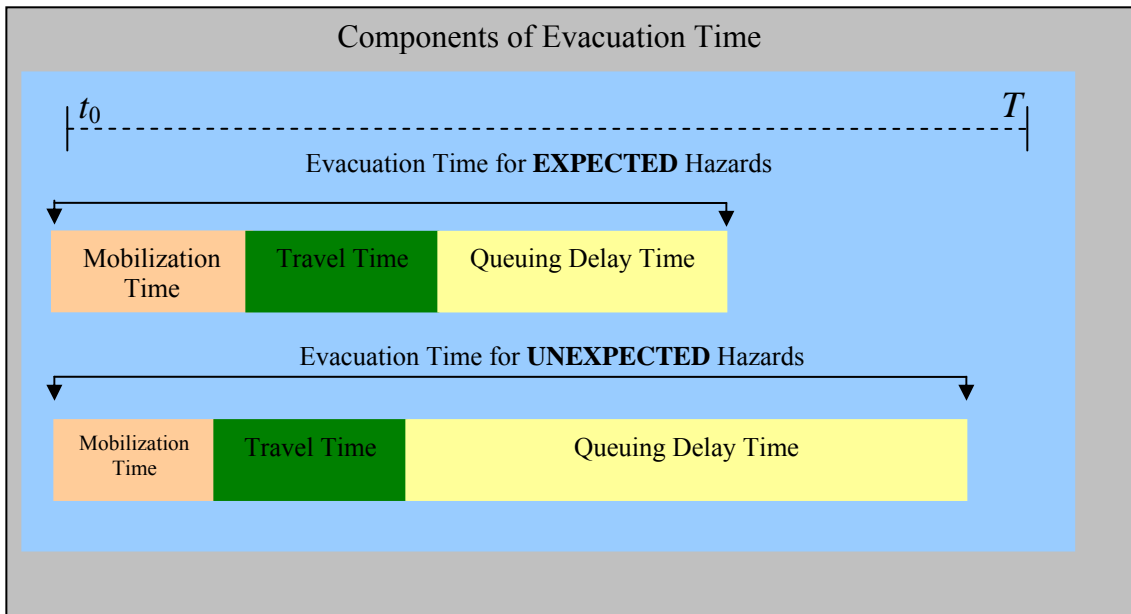 Components of Evacuation Time
t0 T
Evacuation Time for EXPECTED Hazards
Mobilization Time Travel Time Queuing Delay Time
Evacuation Time for UNEXPECTED Hazards
Mobilization Time Travel Time Queuing Delay Time